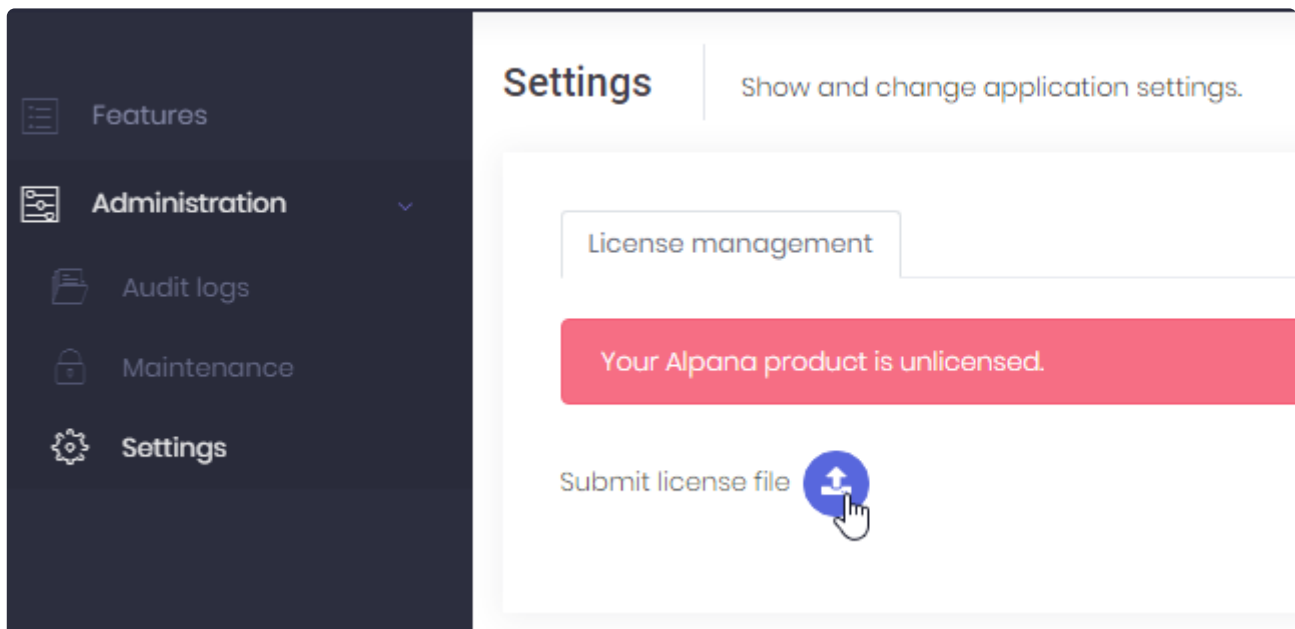 Features
Administration
Audit logs
Maintenance
Settings
Settings
Show and change application settings.
License management
Your Alpana product is unlicensed.
Submit license file